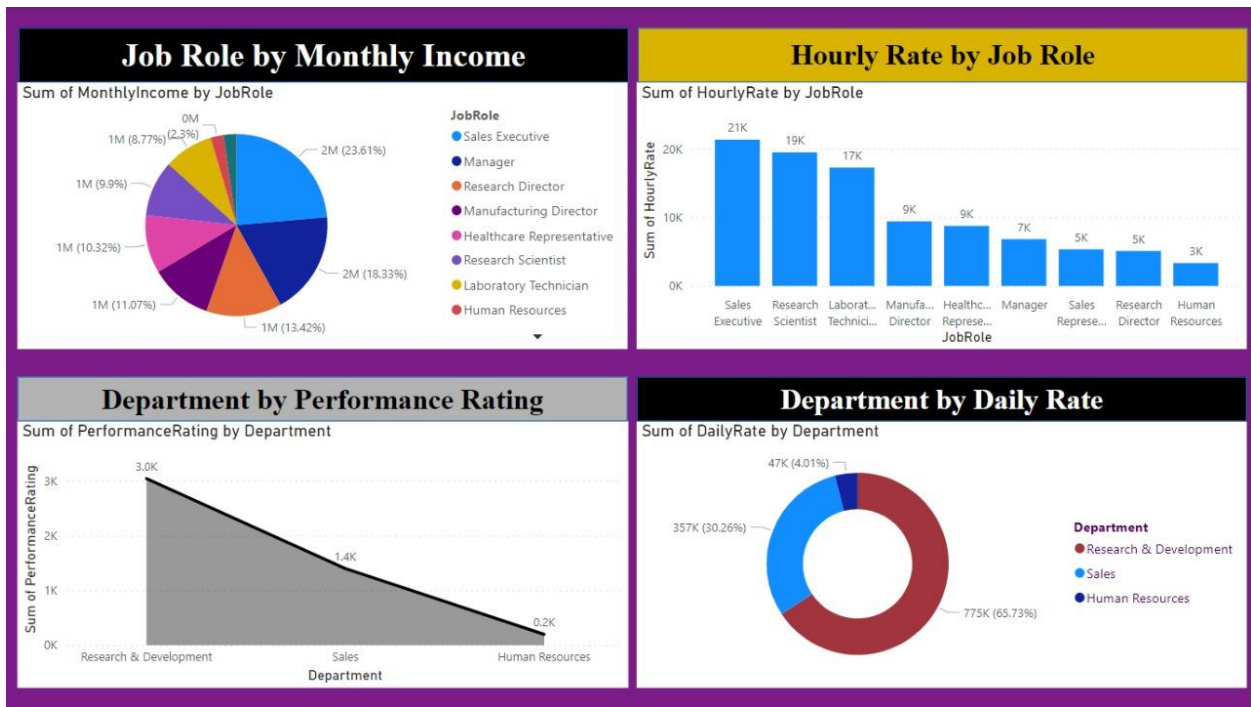 Job Role by Monthly Income
Sum of MonthlyIncome by JobRole
0M
(2.3%)
1M (8.77%)
1M (9.9%)
1M (10.32%)
1M (11.07%)
1M (13.42%)
2M (18.33%)
2M (23.61%)
JobRole
Sales Executive
Manager
Research Director
Manufacturing Director
Healthcare Representative
Research Scientist
Laboratory Technician
Human Resources
Hourly Rate by Job Role
Sum of HourlyRate by JobRole
Sum of HourlyRate
20K
10K
0K
21K
19K
17K
9K
9K
7K
5K
5K
3K
Sales Executive
Research Scientist
Laborat... Technici...
Manufa... Director
Healthc... Represe...
Manager
Sales Represe...
Research Director
Human Resources
JobRole
Department by Performance Rating
Sum of PerformanceRating by Department
Sum of PerformanceRating
3K
2K
1K
0K
3.0K
1.4K
0.2K
Research & Development
Sales
Human Resources
Department
Department by Daily Rate
Sum of DailyRate by Department
47K (4.01%)
357K (30.26%)
775K (65.73%)
Department
Research & Development
Sales
Human Resources